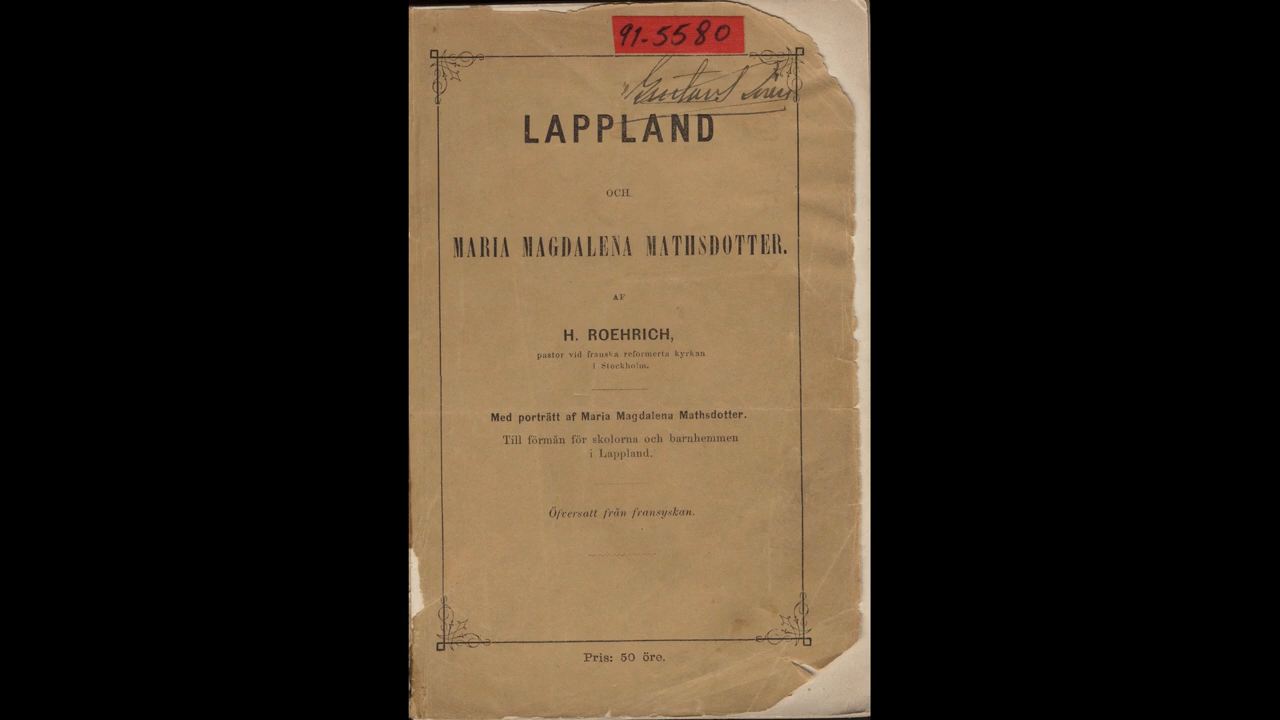 91-5580
Gustaf
LAPPLAND
OCH
MARIA MAGDALENA MATHSDOTTER.
AF
H. ROEHRICH,
pastor vid franska reformerta kyrkan
i Stockholm.
Med porträtt af Maria Magdalena Mathsdotter.
Till förmån för skolorna och barnhemmen
i Lappland.
Öfversatt från fransyskan.
Pris: 50 öre.